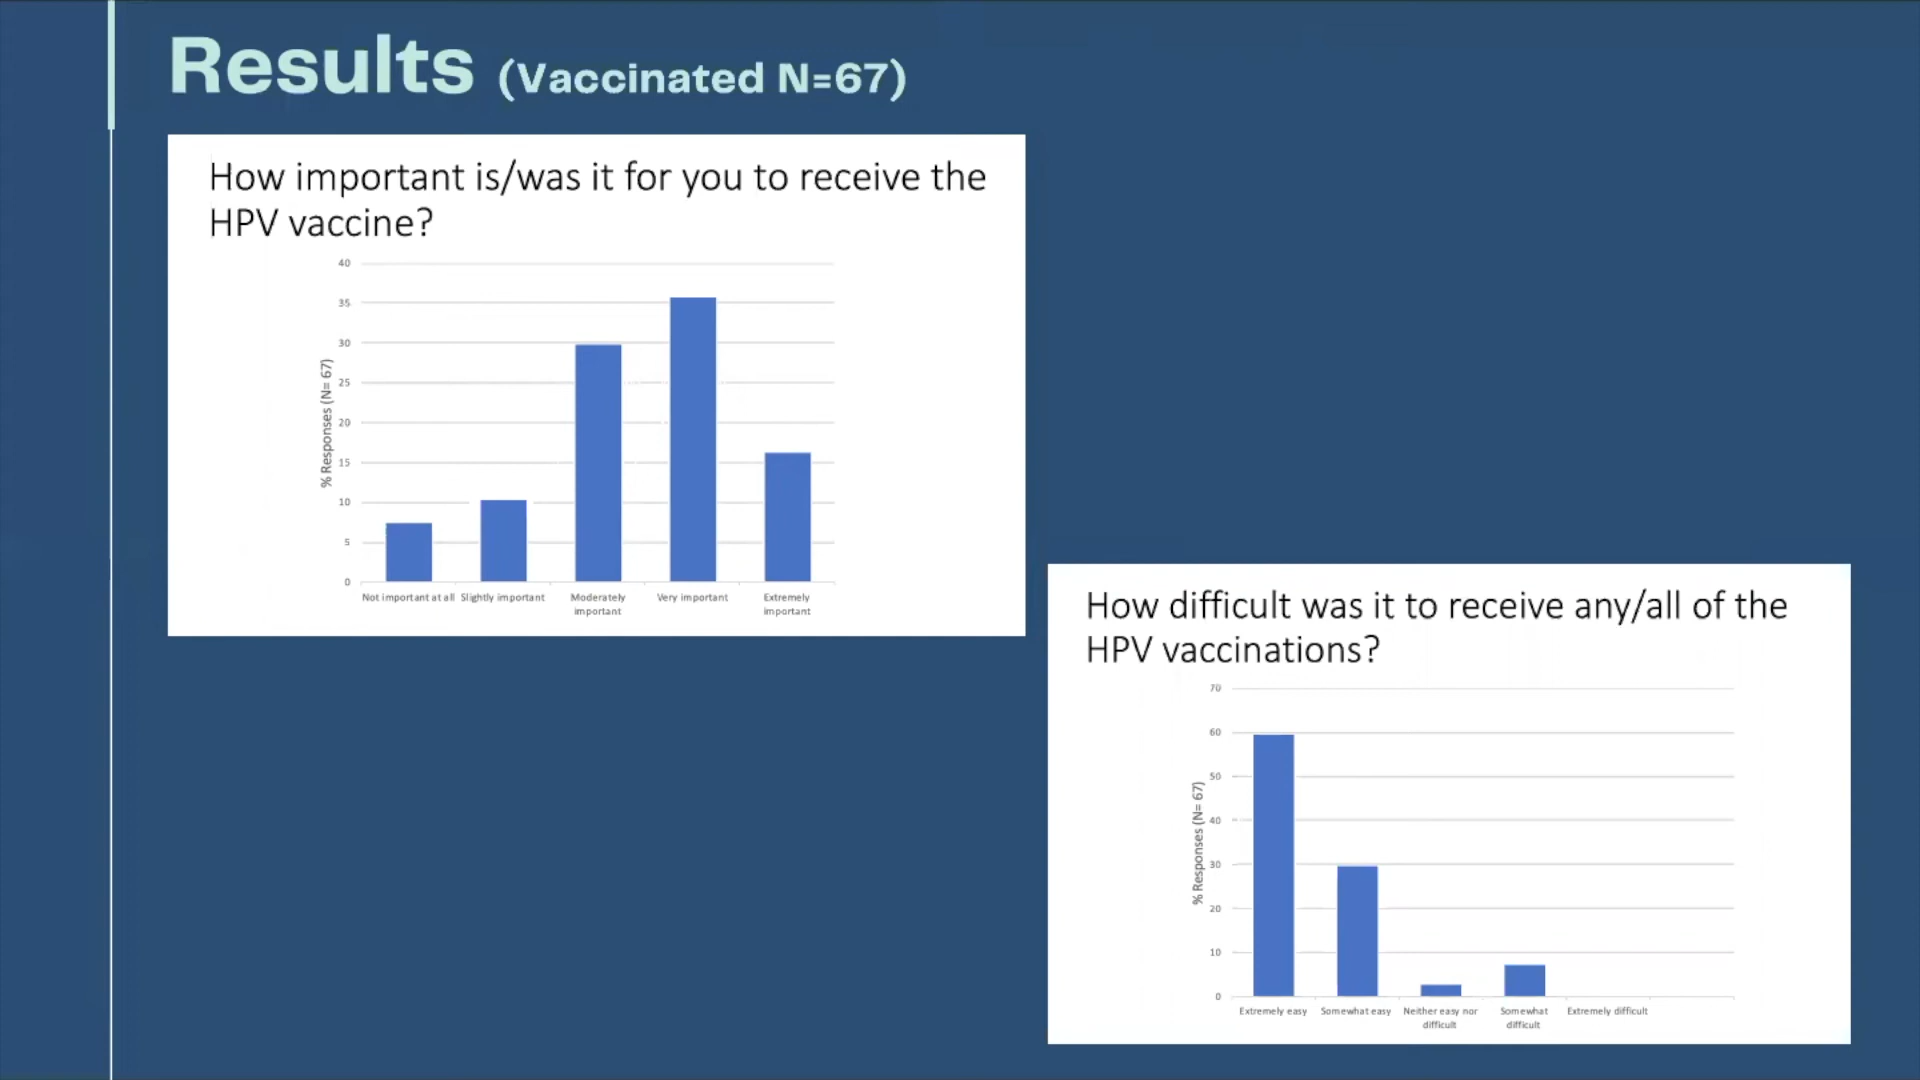 Results (Vaccinated N=67)
How important is/was it for you to receive the
HPV vaccine?
40
35
30
25
20
15
10
5
0
% Responses (N= 67)
Not important at all
Slightly important
Moderately
important
Very important
Extremely
important
How difficult was it to receive any/all of the
HPV vaccinations?
70
60
50
40
30
20
10
0
% Responses (N= 67)
Extremely easy
Somewhat easy
Neither easy nor
difficult
Somewhat
difficult
Extremely difficult